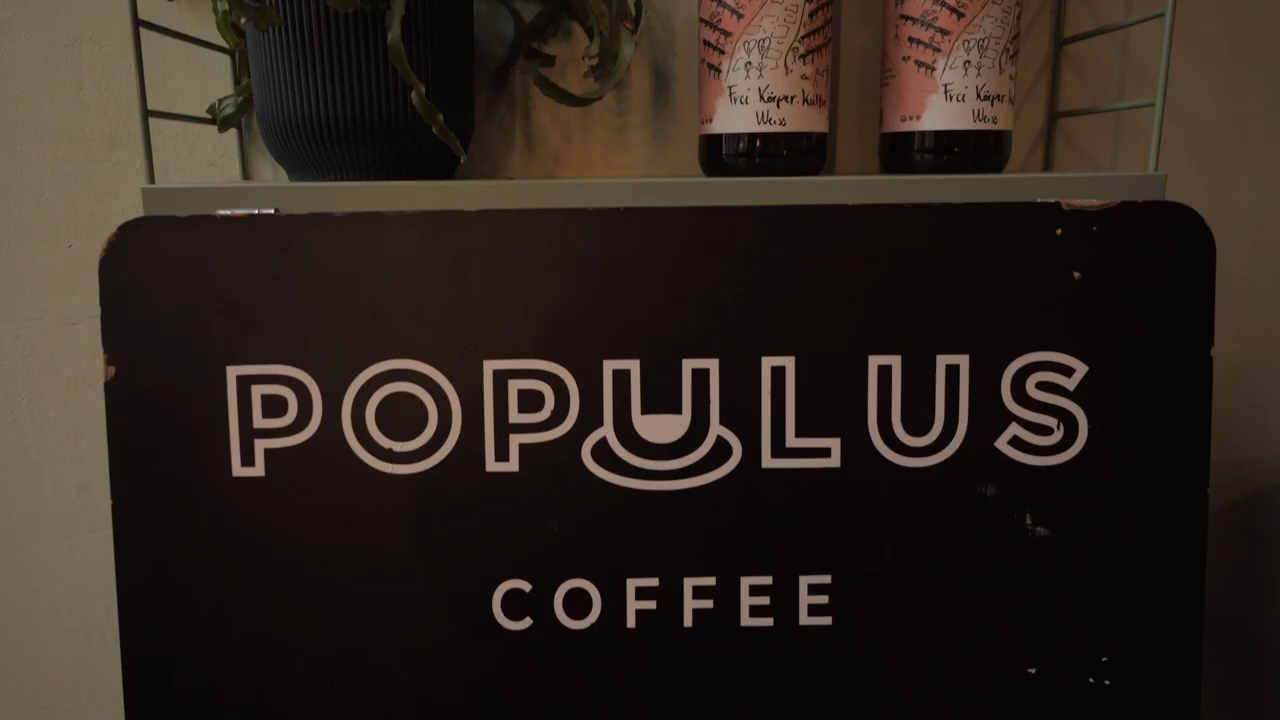 Frei.Körper.Kultur
Weiss
Frei.Körper.K
Weiss
POPULUS
COFFEE